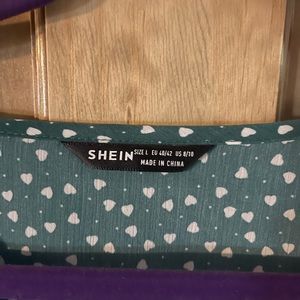 SHEIN SIZE L EU 40/42 US 8/10
MADE IN CHINA